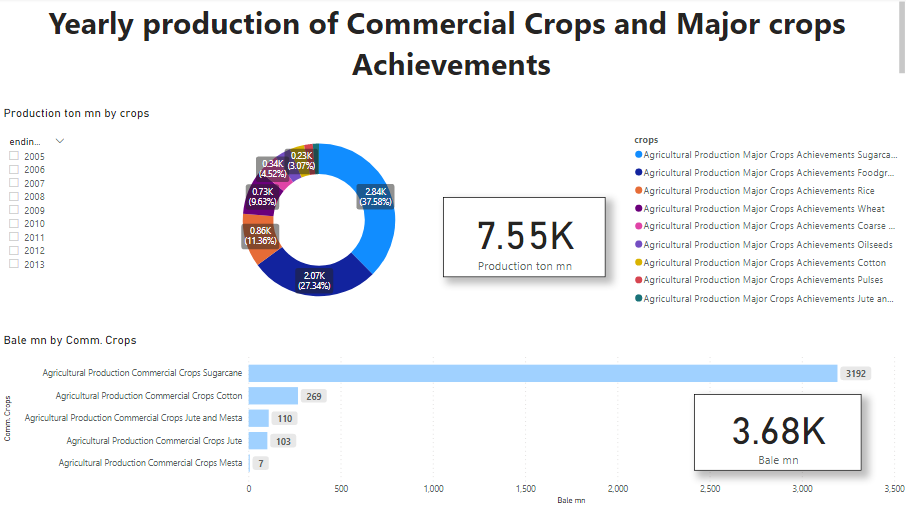 Yearly production of Commercial Crops and Major crops
Achievements
Production ton mn by crops
endin...
2005
2006
2007
2008
2009
2010
2011
2012
2013
0.23K
(3.07%)
0.34K
(4.52%)
0.73K
(9.63%)
0.86K
(11.36%)
2.07K
(27.34%)
2.84K
(37.58%)
7.55K
Production ton mn
crops
Agricultural Production Major Crops Achievements Sugarca...
Agricultural Production Major Crops Achievements Foodgr...
Agricultural Production Major Crops Achievements Rice
Agricultural Production Major Crops Achievements Wheat
Agricultural Production Major Crops Achievements Coarse ...
Agricultural Production Major Crops Achievements Oilseeds
Agricultural Production Major Crops Achievements Cotton
Agricultural Production Major Crops Achievements Pulses
Agricultural Production Major Crops Achievements Jute an...
Bale mn by Comm. Crops
Comm. Crops
Agricultural Production Commercial Crops Sugarcane 3192
Agricultural Production Commercial Crops Cotton 269
Agricultural Production Commercial Crops Jute and Mesta 110
Agricultural Production Commercial Crops Jute 103
Agricultural Production Commercial Crops Mesta 7
3.68K
Bale mn
0 500 1,000 1,500 2,000 2,500 3,000 3,500
Bale mn